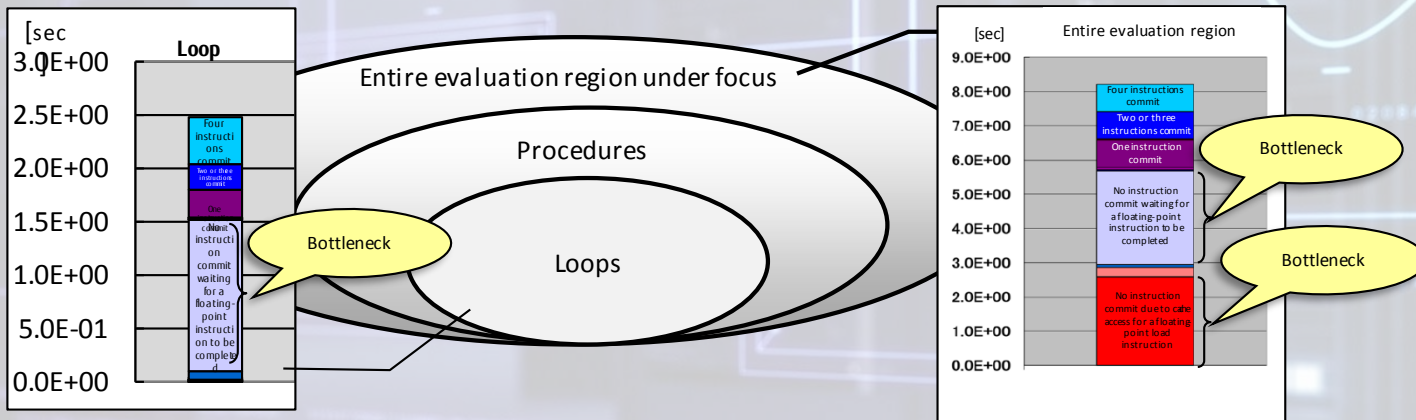 [sec
]
Loop
3.0E+00
2.5E+00
2.0E+00
1.5E+00
1.0E+00
5.0E-01
0.0E+00
Four
instructi
ons
commit
Two or three
instructions
commit
One
commit
No
instructi
on
commit
waiting
for a
floating-
point
instructi
on to be
complete
d
Bottleneck
Entire evaluation region under focus
Procedures
Loops
[sec]
Entire evaluation region
9.0E+00
8.0E+00
7.0E+00
6.0E+00
5.0E+00
4.0E+00
3.0E+00
2.0E+00
1.0E+00
0.0E+00
Four instructions
commit
Two or three
instructions commit
One instruction
commit
No instruction
commit waiting for
a floating-point
instruction to be
completed
No instruction
commit due to
access for a floating
point load
instruction
Bottleneck
Bottleneck